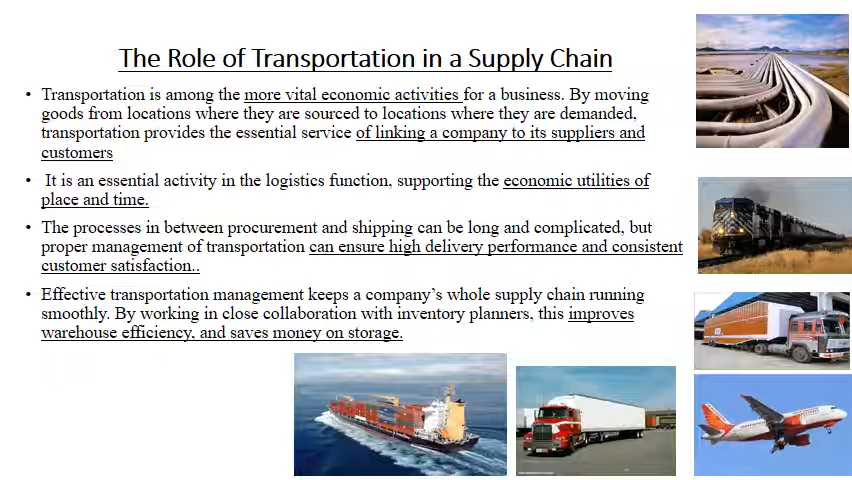 The Role of Transportation in a Supply Chain
• Transportation is among the more vital economic activities for a business. By moving
goods from locations where they are sourced to locations where they are demanded,
transportation provides the essential service of linking a company to its suppliers and
customers
• It is an essential activity in the logistics function, supporting the economic utilities of
place and time.
• The processes in between procurement and shipping can be long and complicated, but
proper management of transportation can ensure high delivery performance and consistent
customer satisfaction..
• Effective transportation management keeps a company’s whole supply chain running
smoothly. By working in close collaboration with inventory planners, this improves
warehouse efficiency, and saves money on storage.